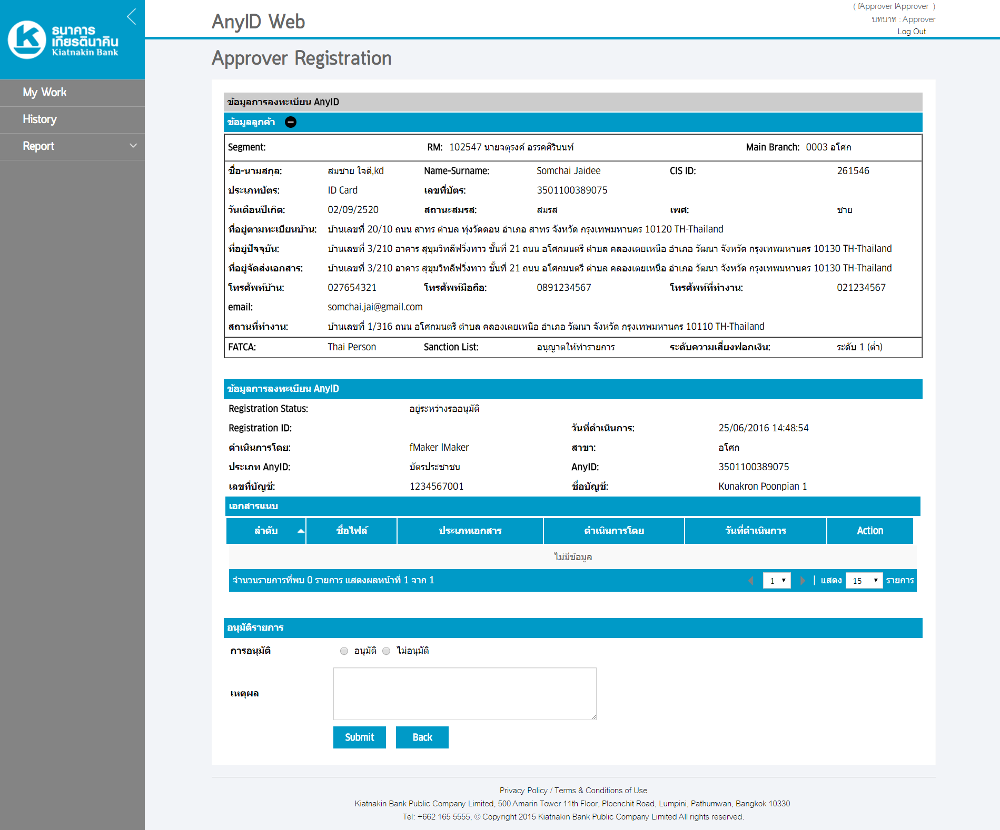 ธนาคาร
เกียรตินาคิน
Kiatnakin Bank
My Work
History
Report
AnyID Web
( fApprover lApprover )
บทบาท : Approver
Log Out
Approver Registration
ข้อมูลการลงทะเบียน AnyID
ข้อมูลลูกค้า
Segment: RM: 102547 นายจตุรงค์ อรรคศิรินนท์ Main Branch: 0003 อโศก
ชื่อ-นามสกุล: สมชาย ใจดี,kd Name-Surname: Somchai Jaidee CIS ID: 261546
ประเภทบัตร: ID Card เลขที่บัตร: 3501100389075
วันเดือนปีเกิด: 02/09/2520 สถานะสมรส: สมรส เพศ: ชาย
ที่อยู่ตามทะเบียนบ้าน: บ้านเลขที่ 20/10 ถนน สาทร ตำบล ทุ่งวัดดอน อำเภอ สาทร จังหวัด กรุงเทพมหานคร 10120 TH-Thailand
ที่อยู่ปัจจุบัน: บ้านเลขที่ 3/210 อาคาร สุขุมวิทลีฟวิ่งทาว ชั้นที่ 21 ถนน อโศกมนตรี ตำบล คลองเตยเหนือ อำเภอ วัฒนา จังหวัด กรุงเทพมหานคร 10130 TH-Thailand
ที่อยู่จัดส่งเอกสาร: บ้านเลขที่ 3/210 อาคาร สุขุมวิทลีฟวิ่งทาว ชั้นที่ 21 ถนน อโศกมนตรี ตำบล คลองเตยเหนือ อำเภอ วัฒนา จังหวัด กรุงเทพมหานคร 10130 TH-Thailand
โทรศัพท์บ้าน: 027654321 โทรศัพท์มือถือ: 0891234567 โทรศัพท์ที่ทำงาน: 021234567
email: somchai.jai@gmail.com
สถานที่ทำงาน: บ้านเลขที่ 1/316 ถนน อโศกมนตรี ตำบล คลองเตยเหนือ อำเภอ วัฒนา จังหวัด กรุงเทพมหานคร 10110 TH-Thailand
FATCA: Thai Person Sanction List: อนุญาตให้ทำรายการ ระดับความเสี่ยงฟอกเงิน: ระดับ 1 (ต่ำ)
ข้อมูลการลงทะเบียน AnyID
Registration Status: อยู่ระหว่างรออนุมัติ
Registration ID: วันที่ดำเนินการ: 25/06/2016 14:48:54
ดำเนินการโดย: fMaker lMaker สาขา: อโศก
ประเภท AnyID: บัตรประชาชน AnyID: 3501100389075
เลขที่บัญชี: 1234567001 ชื่อบัญชี: Kunakron Poonpian 1
เอกสารแนบ
ลำดับ ชื่อไฟล์ ประเภทเอกสาร ดำเนินการโดย วันที่ดำเนินการ Action
ไม่มีข้อมูล
จำนวนรายการที่พบ 0 รายการ แสดงผลหน้าที่ 1 จาก 1 1 | แสดง 15 รายการ
อนุมัติรายการ
การอนุมัติ อนุมัติ ไม่อนุมัติ
เหตุผล
Submit Back
Privacy Policy / Terms & Conditions of Use
Kiatnakin Bank Public Company Limited, 500 Amarin Tower 11th Floor, Ploenchit Road, Lumpini, Pathumwan, Bangkok 10330
Tel: +662 165 5555, © Copyright 2015 Kiatnakin Bank Public Company Limited All rights reserved.